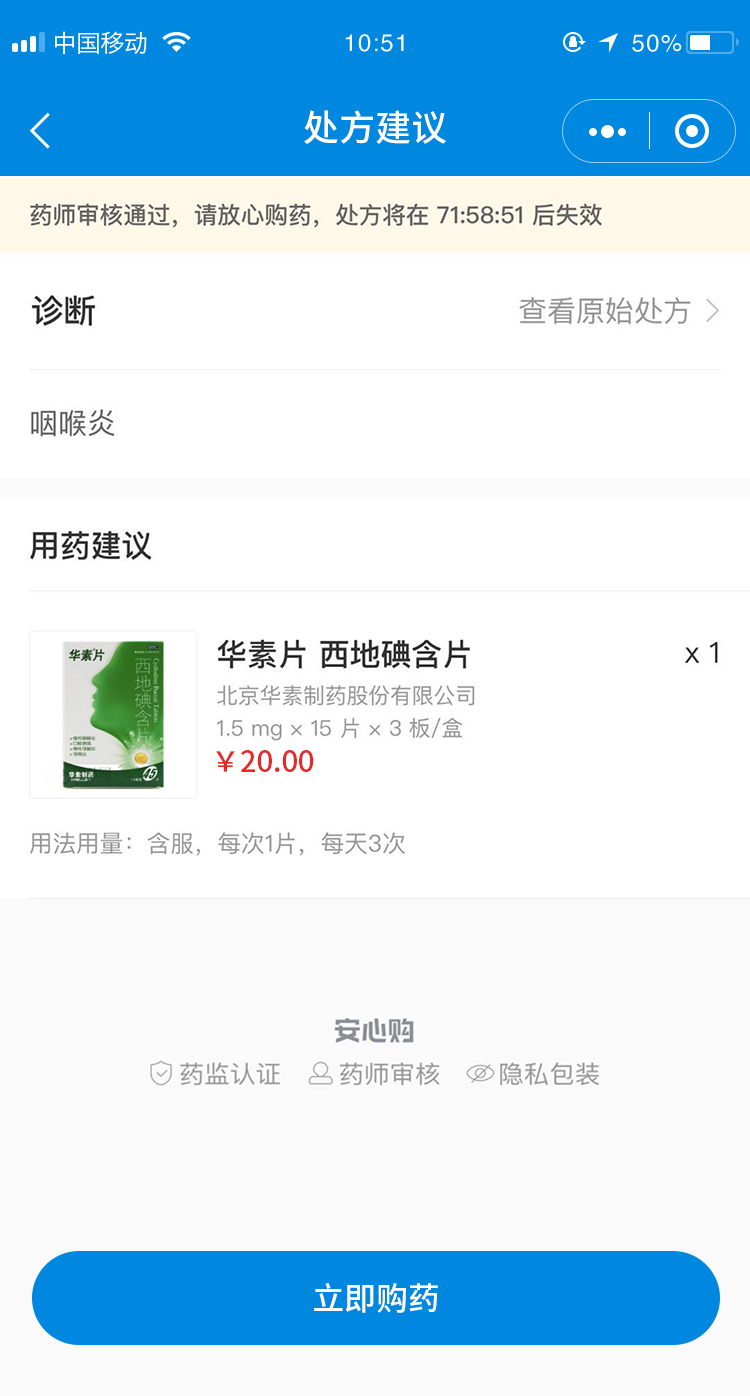 中国移动 10:51 50%
处方建议
药师审核通过，请放心购药，处方将在 71:58:51 后失效
诊断 查看原始处方
咽喉炎
用药建议
华素片
西地碘含片
Cydiodine Buccal Tablets
华素制药
华素片 西地碘含片 x 1
北京华素制药股份有限公司
1.5 mg × 15 片 × 3 板/盒
￥20.00
用法用量：含服，每次1片，每天3次
安心购
药监认证 药师审核 隐私包装
立即购药